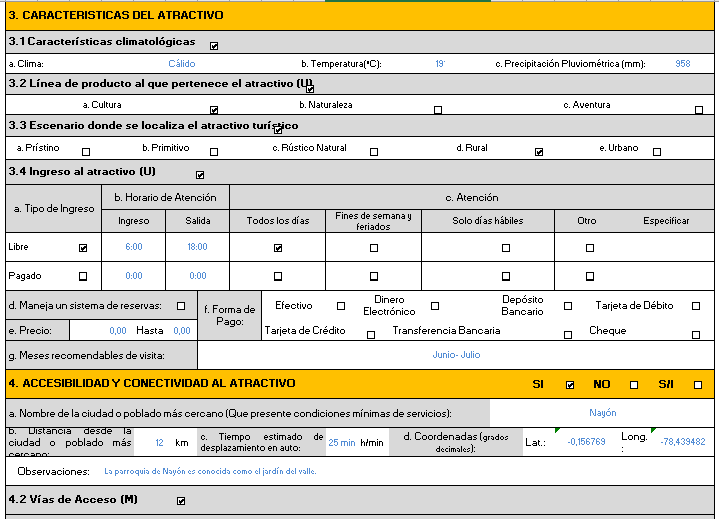 3. CARACTERISTICAS DEL ATRACTIVO
3.1 Características climatológicas
a. Clima: Cálido b. Temperatura(ºC): 19 c. Precipitación Pluviométrica (mm): 958
3.2 Línea de producto al que pertenece el atractivo (U)
a. Cultura b. Naturaleza c. Aventura
3.3 Escenario donde se localiza el atractivo turístico
a. Prístino b. Primitivo c. Rústico Natural d. Rural e. Urbano
3.4 Ingreso al atractivo (U)
a. Tipo de Ingreso b. Horario de Atención c. Atención
Ingreso Salida Todos los días Fines de semana y feriados Solo días hábiles Otro Especificar
Libre 6:00 18:00
Pagado 0:00 0:00
d. Maneja un sistema de reservas: f. Forma de Pago: Efectivo Dinero Electrónico Depósito Bancario Tarjeta de Débito
e. Precio: 0,00 Hasta 0,00 Tarjeta de Crédito Transferencia Bancaria Cheque
g. Meses recomendables de visita: Junio- Julio
4. ACCESIBILIDAD Y CONECTIVIDAD AL ATRACTIVO SI NO S/I
a. Nombre de la ciudad o poblado más cercano (Que presente condiciones mínimas de servicios): Nayón
b. Distancia desde la ciudad o poblado más cercano: 12 km c. Tiempo estimado de desplazamiento en auto: 25 min h/min d. Coordenadas (grados decimales): Lat.: -0,156769 Long. : -78,439482
Observaciones: La parroquia de Nayón es conocida como el jardín del valle.
4.2 Vías de Acceso (M)